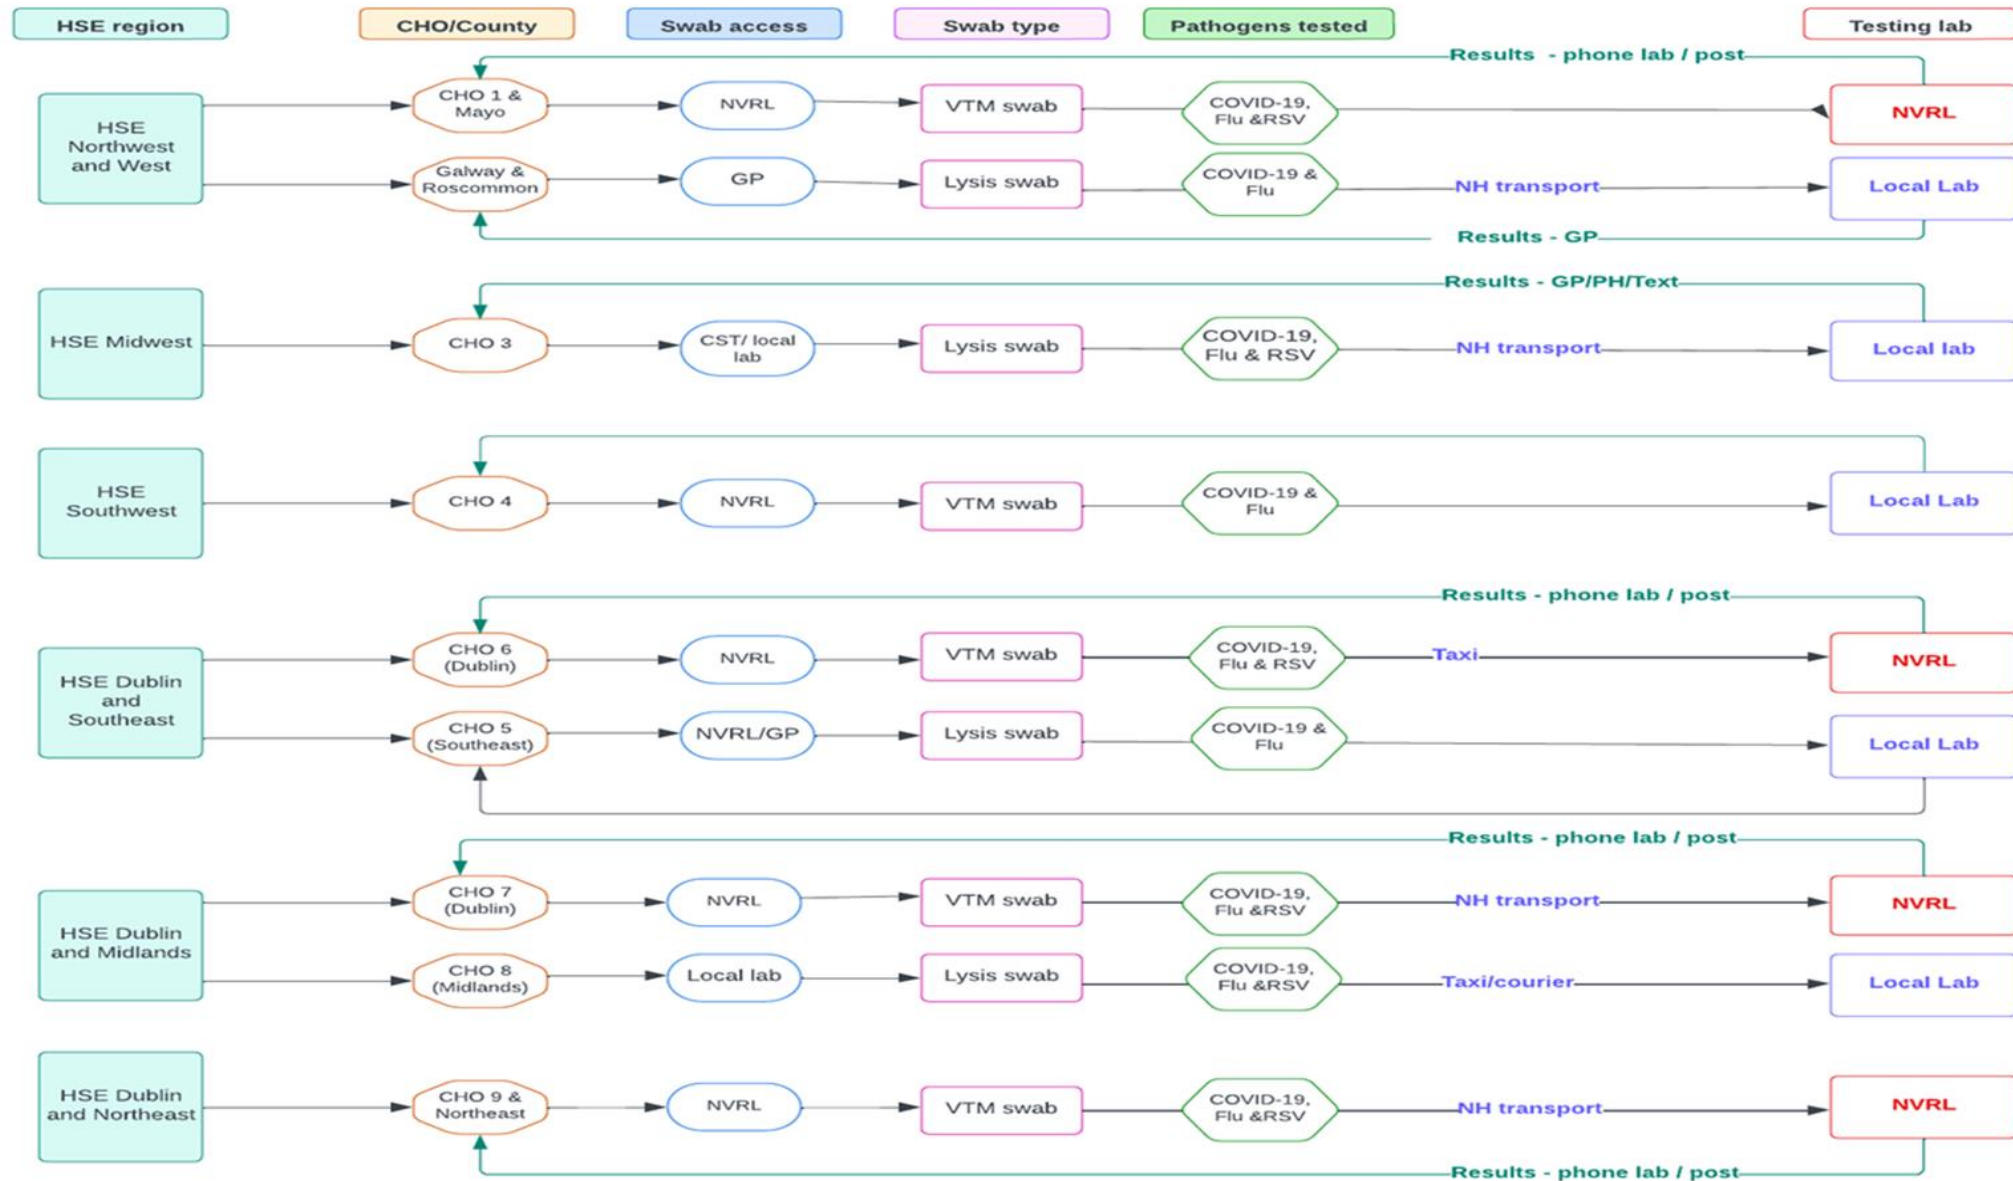 HSE region
CHO/County
Swab access
Swab type
Pathogens tested
Testing lab
Results - phone lab / post
HSE
Northwest
and West
CHO 1 &
Mayo
NVRL
VTM swab
COVID-19,
Flu &RSV
NVRL
Galway &
Roscommon
GP
Lysis swab
COVID-19 &
Flu
NH transport
Local Lab
Results - GP
Results - GP/PH/Text
HSE Midwest
CHO 3
CST/ local
lab
Lysis swab
COVID-19,
Flu & RSV
NH transport
Local lab
HSE
Southwest
CHO 4
NVRL
VTM swab
COVID-19 &
Flu
Local Lab
Results - phone lab / post
HSE Dublin
and
Southeast
CHO 6
(Dublin)
NVRL
VTM swab
COVID-19,
Flu & RSV
Taxi
NVRL
CHO 5
(Southeast)
NVRL/GP
Lysis swab
COVID-19 &
Flu
Local Lab
Results - phone lab / post
HSE Dublin
and Midlands
CHO 7
(Dublin)
NVRL
VTM swab
COVID-19,
Flu &RSV
NH transport
NVRL
CHO 8
(Midlands)
Local lab
Lysis swab
COVID-19,
Flu &RSV
Taxi/courier
Local Lab
HSE Dublin
and Northeast
CHO 9 &
Northeast
NVRL
VTM swab
COVID-19,
Flu &RSV
NH transport
NVRL
Results - phone lab / post